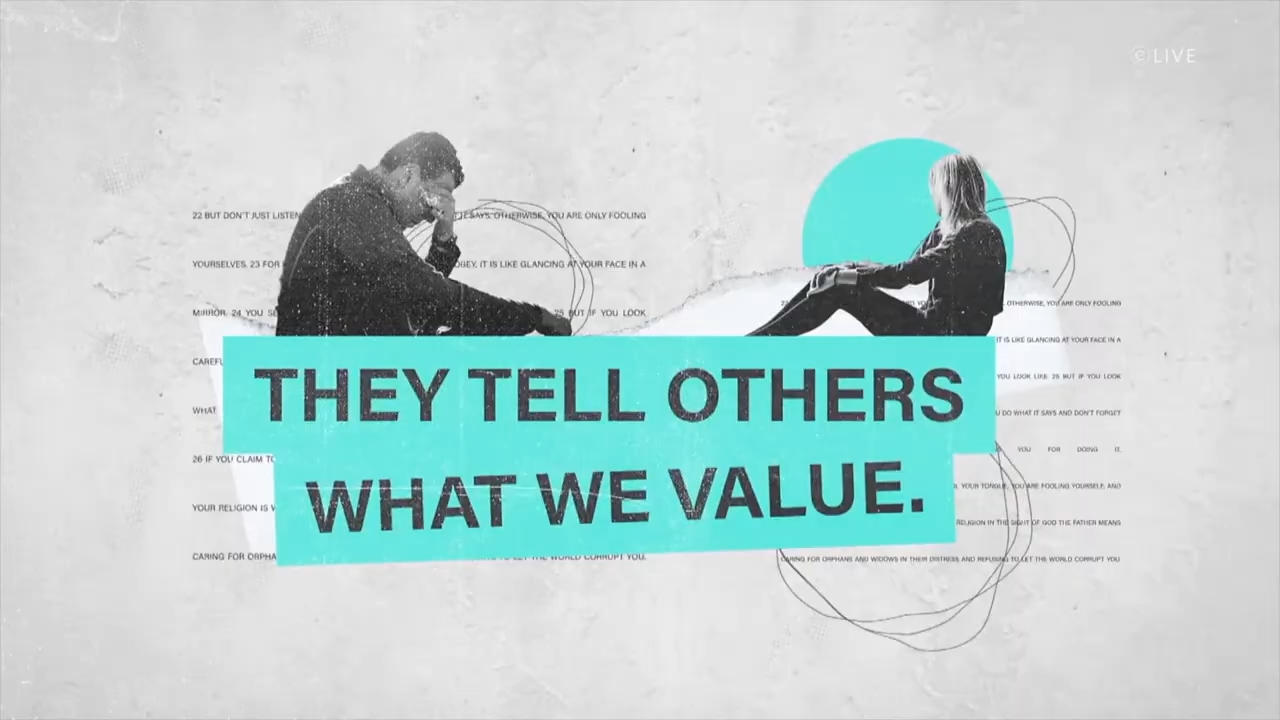 LIVE
22 BUT DON'T JUST LISTEN SAYS. OTHERWISE, YOU ARE ONLY FOOLING
YOURSELVES. 23 FOR OBEY, IT IS LIKE GLANCING AT YOUR FACE IN A
MIRROR. 24 YOU 25 BUT IF YOU LOOK
WHAT
26 IF YOU CLAIM
YOUR RELIGION IS
CARING FOR TO LET THE WORLD CORRUPT YOU.
THEY TELL OTHERS
WHAT WE VALUE.
OTHERWISE, YOU ARE ONLY FOOLING
IT IS LIKE GLANCING AT YOUR FACE IN A
YOU LOOK LIKE. 25 BUT IF YOU LOOK
DO WHAT IT SAYS AND DON'T FORGET
YOU FOR DOING IT.
YOUR TONGUE, YOU ARE FOOLING YOURSELF, AND
RELIGION IN THE SIGHT OF GOD THE FATHER MEANS
CARING FOR ORPHANS AND WIDOWS IN THEIR DISTRESS AND REFUSING TO LET THE WORLD CORRUPT YOU